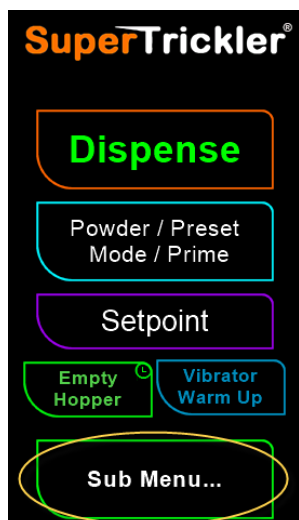 SuperTrickler®
Dispense
Powder / Preset
Mode / Prime
Setpoint
Empty
Hopper
Vibrator
Warm Up
Sub Menu...